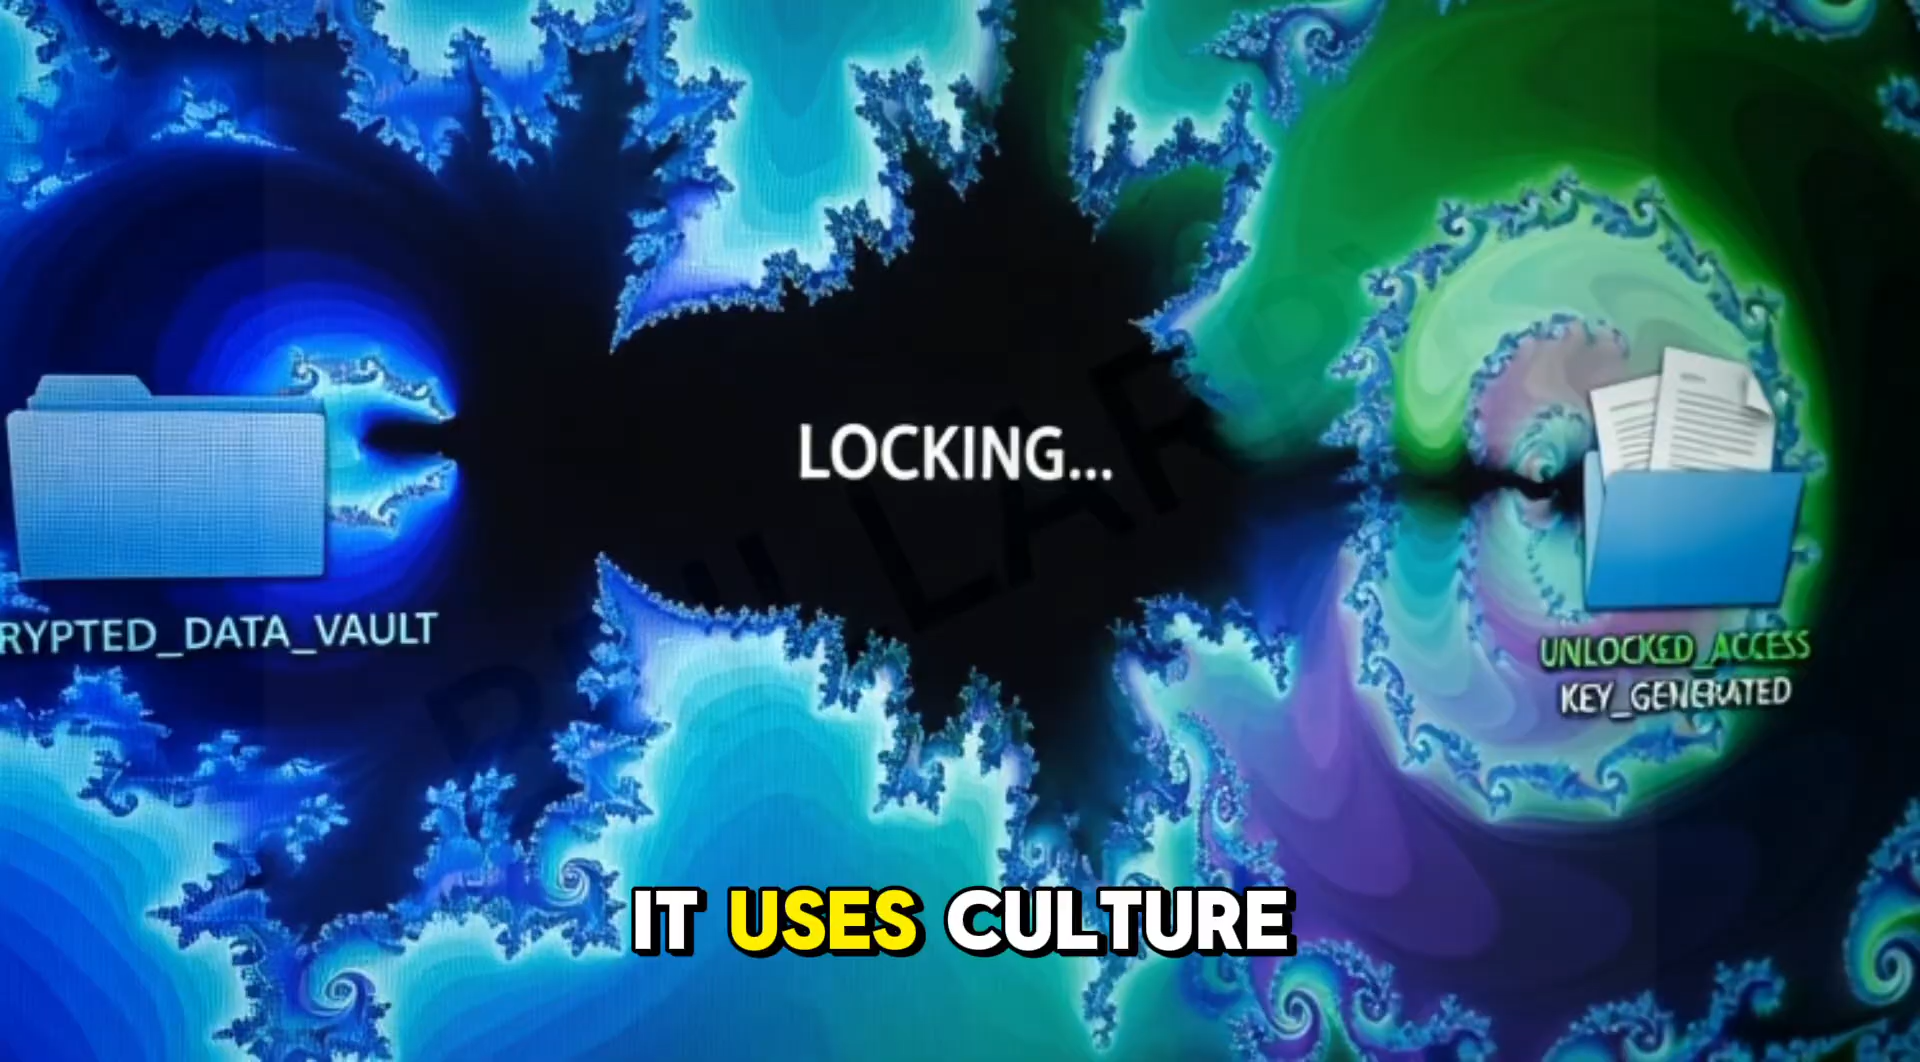 LOCKING...
RYPTED_DATA_VAULT
UNLOCKED_ACCESS
KEY_GENERATED
IT USES CULTURE